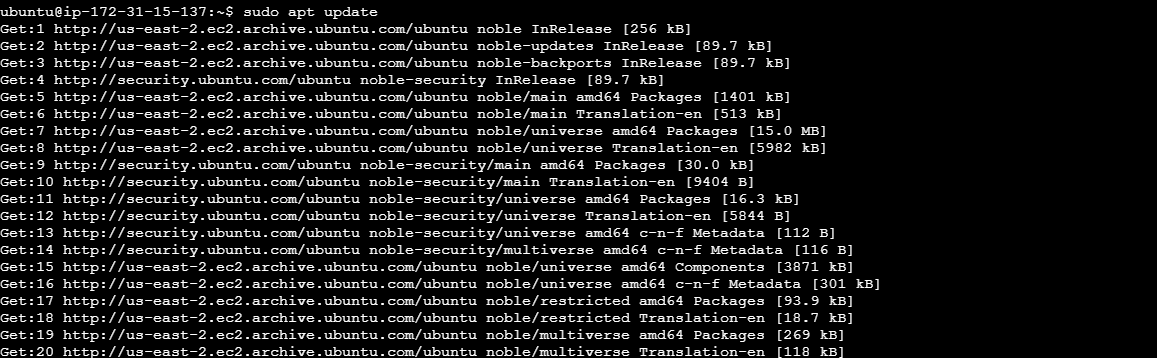 ubuntu@ip-172-31-15-137:~$ sudo apt update
Get:1 http://us-east-2.ec2.archive.ubuntu.com/ubuntu noble InRelease [256 kB]
Get:2 http://us-east-2.ec2.archive.ubuntu.com/ubuntu noble-updates InRelease [89.7 kB]
Get:3 http://us-east-2.ec2.archive.ubuntu.com/ubuntu noble-backports InRelease [89.7 kB]
Get:4 http://security.ubuntu.com/ubuntu noble-security InRelease [89.7 kB]
Get:5 http://us-east-2.ec2.archive.ubuntu.com/ubuntu noble/main amd64 Packages [1401 kB]
Get:6 http://us-east-2.ec2.archive.ubuntu.com/ubuntu noble/main Translation-en [513 kB]
Get:7 http://us-east-2.ec2.archive.ubuntu.com/ubuntu noble/universe amd64 Packages [15.0 MB]
Get:8 http://us-east-2.ec2.archive.ubuntu.com/ubuntu noble/universe Translation-en [5982 kB]
Get:9 http://security.ubuntu.com/ubuntu noble-security/main amd64 Packages [30.0 kB]
Get:10 http://security.ubuntu.com/ubuntu noble-security/main Translation-en [9404 B]
Get:11 http://security.ubuntu.com/ubuntu noble-security/universe amd64 Packages [16.3 kB]
Get:12 http://security.ubuntu.com/ubuntu noble-security/universe Translation-en [5844 B]
Get:13 http://security.ubuntu.com/ubuntu noble-security/universe amd64 c-n-f Metadata [112 B]
Get:14 http://security.ubuntu.com/ubuntu noble-security/multiverse amd64 c-n-f Metadata [116 B]
Get:15 http://us-east-2.ec2.archive.ubuntu.com/ubuntu noble/universe amd64 Components [3871 kB]
Get:16 http://us-east-2.ec2.archive.ubuntu.com/ubuntu noble/universe amd64 c-n-f Metadata [301 kB]
Get:17 http://us-east-2.ec2.archive.ubuntu.com/ubuntu noble/restricted amd64 Packages [93.9 kB]
Get:18 http://us-east-2.ec2.archive.ubuntu.com/ubuntu noble/restricted Translation-en [18.7 kB]
Get:19 http://us-east-2.ec2.archive.ubuntu.com/ubuntu noble/multiverse amd64 Packages [269 kB]
Get:20 http://us-east-2.ec2.archive.ubuntu.com/ubuntu noble/multiverse Translation-en [118 kB]